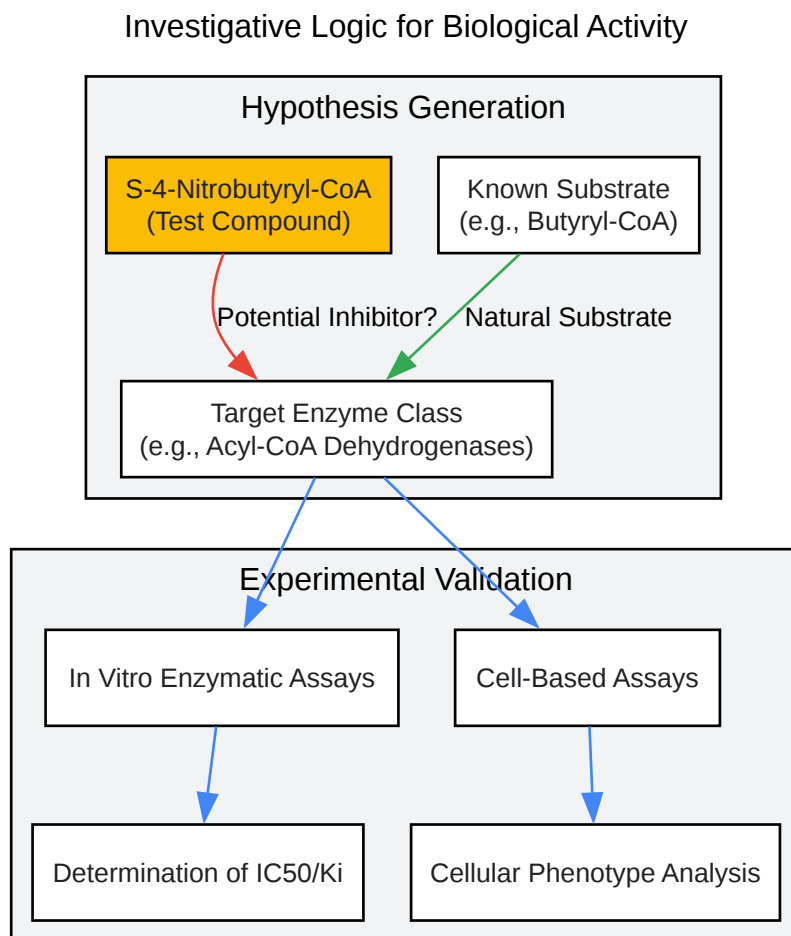 Investigative Logic for Biological Activity
Hypothesis Generation
S-4-Nitrobutyryl-CoA
(Test Compound)
Known Substrate
(e.g., Butyryl-CoA)
Potential Inhibitor?
Natural Substrate
Target Enzyme Class
(e.g., Acyl-CoA Dehydrogenases)
Experimental Validation
In Vitro Enzymatic Assays
Cell-Based Assays
Determination of IC50/Ki
Cellular Phenotype Analysis